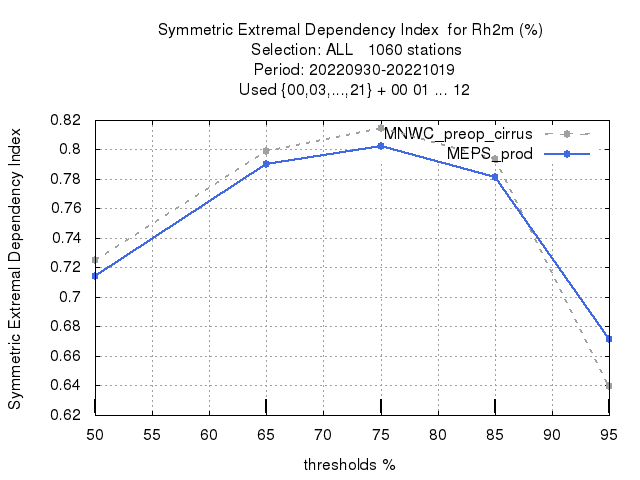 Symmetric Extremal Dependency Index for Rh2m (%)
Selection: ALL 1060 stations
Period: 20220930-20221019
Used {00,03,...,21} + 00 01 ... 12
Symmetric Extremal Dependency Index
0.82
0.8
0.78
0.76
0.74
0.72
0.7
0.68
0.66
0.64
0.62
MNWC_preop_cirrus
MEPS_prod
50 55 60 65 70 75 80 85 90 95
thresholds %